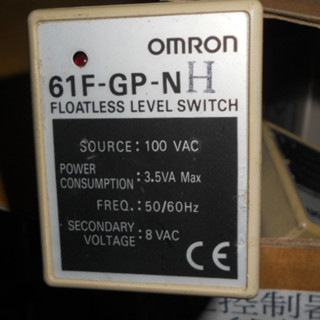 OMRON
61F-GP-NH
FLOATLESS LEVEL SWITCH
SOURCE: 100 VAC
POWER
CONSUMPTION: 3.5VA Max
FREQ.: 50/60Hz
SECONDARY
VOLTAGE: 8 VAC
CE
控制器